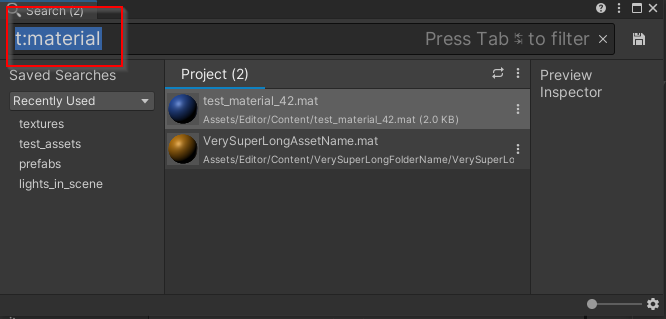 Search (2)
t:material
Press Tab to filter
Saved Searches
Recently Used
textures
test_assets
prefabs
lights_in_scene
Project (2)
test_material_42.mat
Assets/Editor/Content/test_material_42.mat (2.0 KB)
VerySuperLongAssetName.mat
Assets/Editor/Content/VerySuperLongFolderName/VerySuperLo
Preview
Inspector